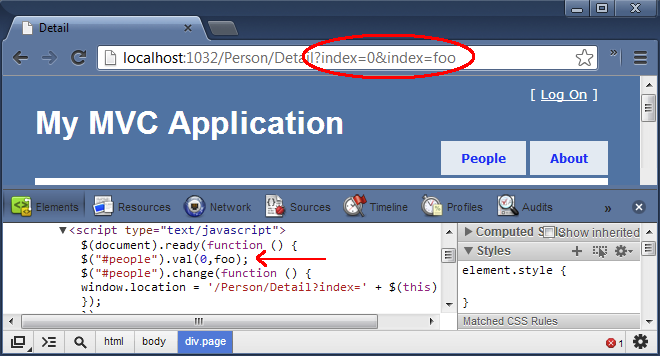 Detail
localhost:1032/Person/Detail?index=0&index=foo
[ Log On ]
My MVC Application
People
About
Elements
Resources
Network
Sources
Timeline
Profiles
Audits
»
<script type="text/javascript">
$(document).ready(function () {
$("#people").val(0,foo);
$("#people").change(function () {
window.location = '/Person/Detail?index=' + $(this)
});
Computed S
Show inherited
Styles
element.style {
}
Matched CSS Rules
html
body
div.page
1